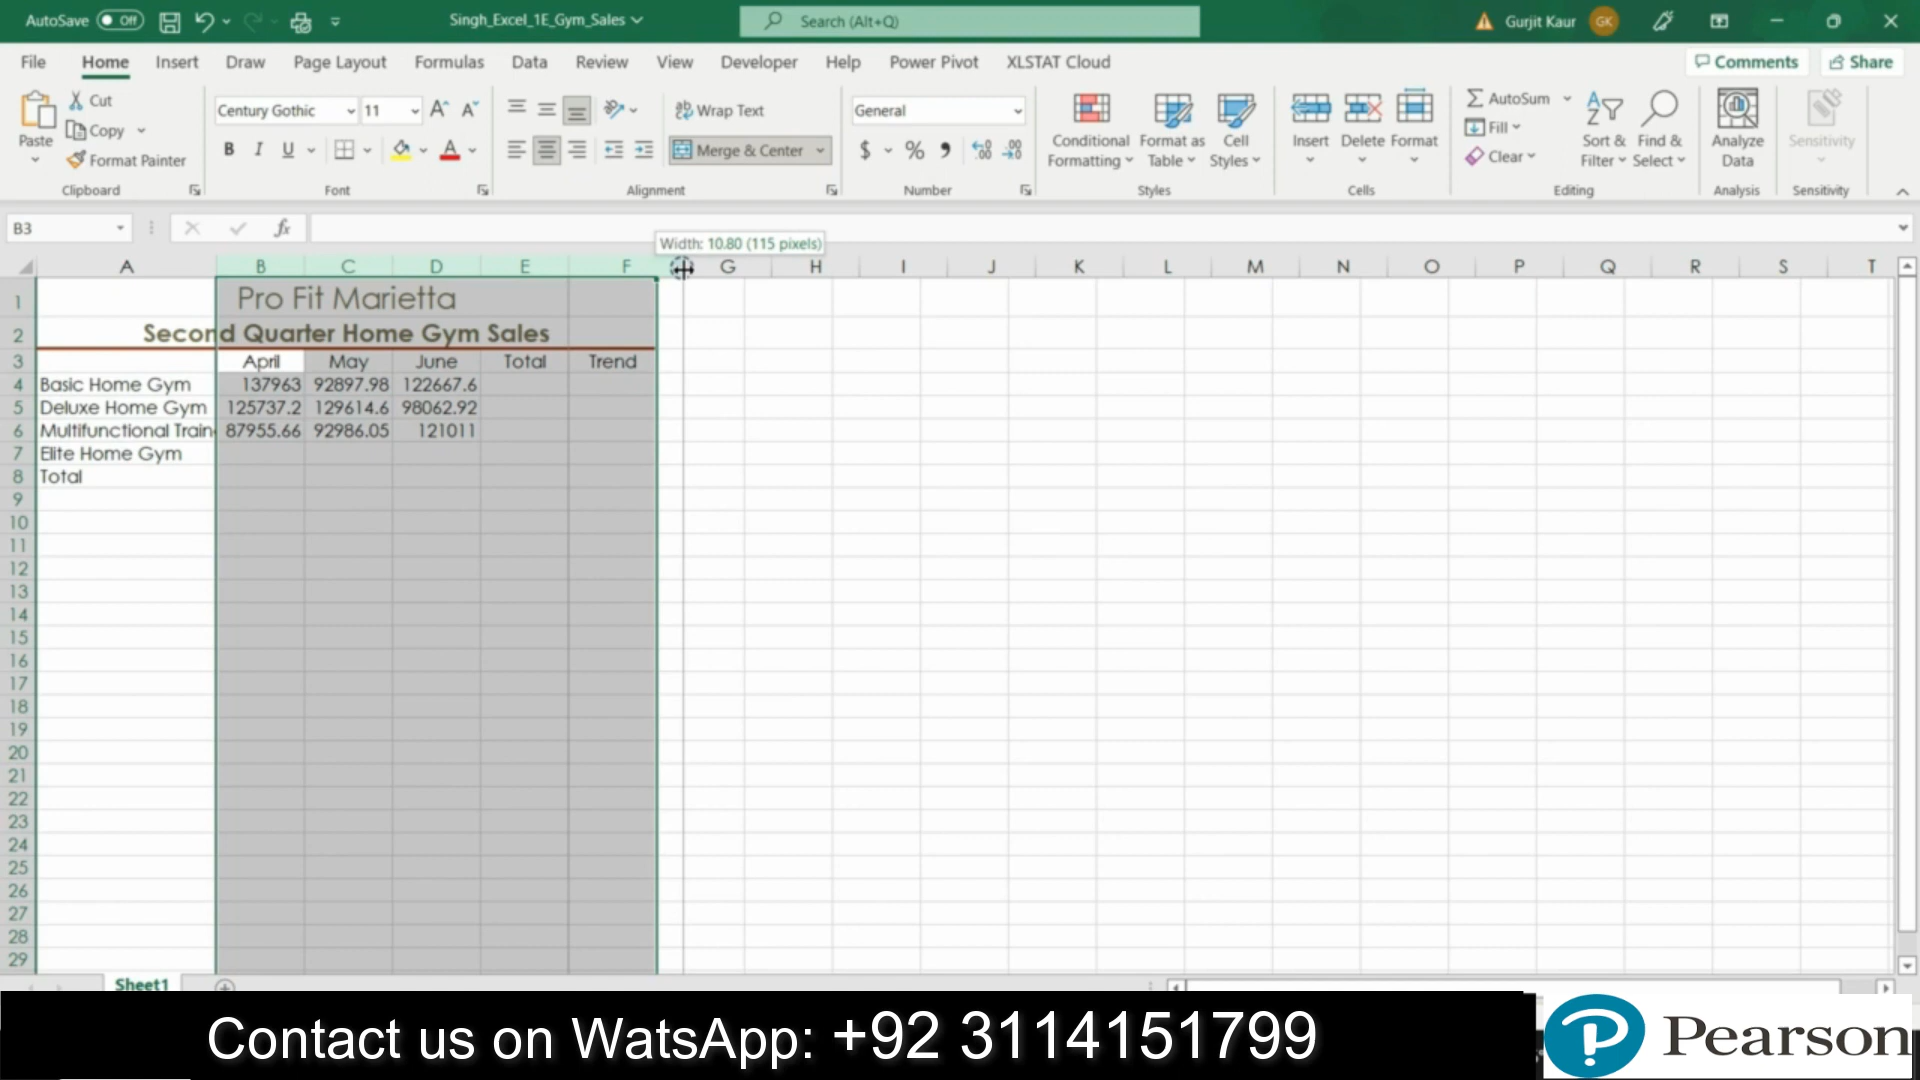 AutoSave Off Singh_Excel_1E_Gym_Sales Search (Alt+Q) Gurjit Kaur GK
File Home Insert Draw Page Layout Formulas Data Review View Developer Help Power Pivot XLSTAT Cloud Comments Share
Paste Cut Copy Format Painter Clipboard
Century Gothic 11 B I U Font
Wrap Text Merge & Center Alignment
General $ % Number
Conditional Formatting Format as Table Cell Styles Styles
Insert Delete Format Cells
AutoSum Fill Clear Sort & Filter Find & Select Editing
Analyze Data Analysis
Sensitivity Sensitivity
B3 fx
Width: 10.80 (115 pixels)
A B C D E F G H I J K L M N O P Q R S T
1 Pro Fit Marietta
2 Second Quarter Home Gym Sales
3 April May June Total Trend
4 Basic Home Gym 137963 92897.98 122667.6
5 Deluxe Home Gym 125737.2 129614.6 98062.92
6 Multifunctional Train 87955.66 92986.05 121011
7 Elite Home Gym
8 Total
9
10
11
12
13
14
15
16
17
18
19
20
21
22
23
24
25
26
27
28
29
Sheet1
Contact us on WatsApp: +92 3114151799
P Pearson